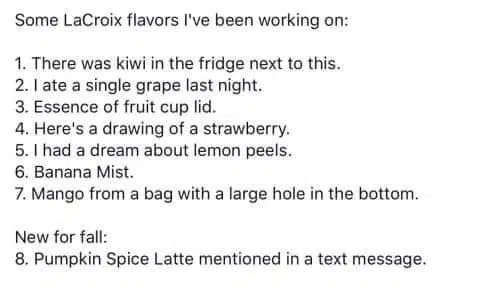 Some LaCroix flavors I've been working on:
1. There was kiwi in the fridge next to this.
2. I ate a single grape last night.
3. Essence of fruit cup lid.
4. Here's a drawing of a strawberry.
5. I had a dream about lemon peels.
6. Banana Mist.
7. Mango from a bag with a large hole in the bottom.
New for fall:
8. Pumpkin Spice Latte mentioned in a text message.